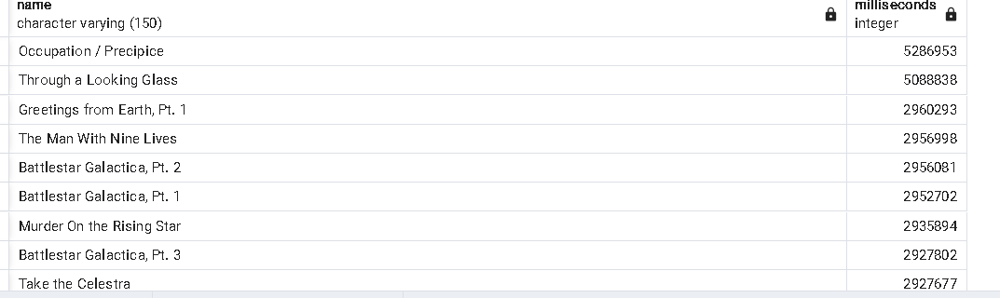 name milliseconds
character varying (150) integer
Occupation / Precipice 5286953
Through a Looking Glass 5088838
Greetings from Earth, Pt. 1 2960293
The Man With Nine Lives 2956998
Battlestar Galactica, Pt. 2 2956081
Battlestar Galactica, Pt. 1 2952702
Murder On the Rising Star 2935894
Battlestar Galactica, Pt. 3 2927802
Take the Celestra 2927677